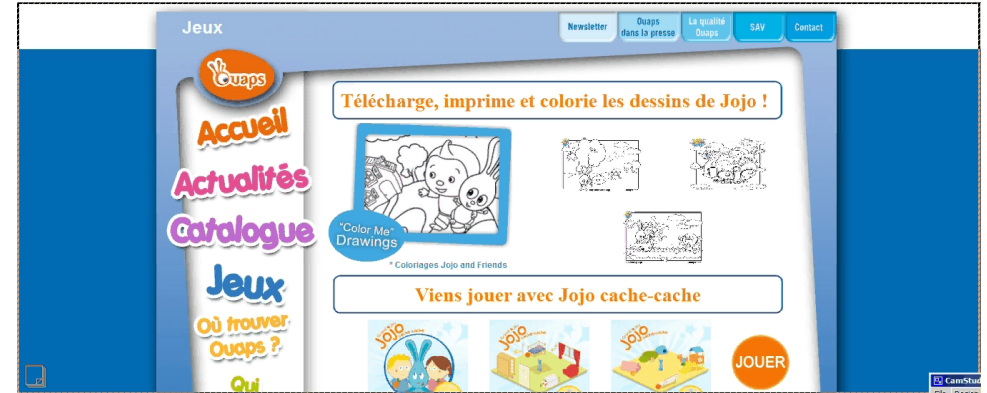 Jeux
Newsletter
Ouaps
dans la presse
La qualité
Ouaps
SAV
Contact
Ouaps
Accueil
Actualités
Catalogue
Jeux
Où trouver
Ouaps ?
Qui
Télécharge, imprime et colorie les dessins de Jojo !
"Color Me"
Drawings
* Coloriages Jojo and Friends
Viens jouer avec Jojo cache-cache
Jojo
Jojo
Jojo
JOUER
CamStud